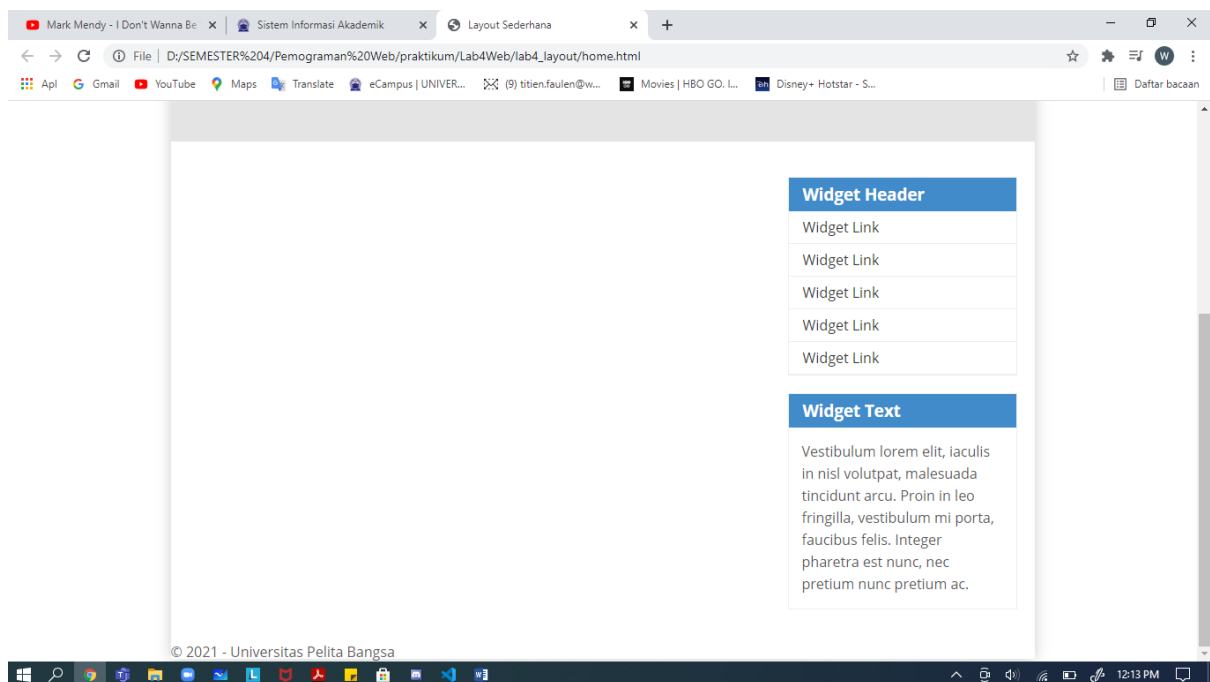 Mark Mendy - I Don't Wanna Be
Sistem Informasi Akademik
Layout Sederhana
File D:/SEMESTER%204/Pemograman%20Web/praktikum/Lab4Web/lab4_layout/home.html
W
Apl Gmail YouTube Maps Translate eCampus | UNIVER... (9) titien.faulen@w... Movies | HBO GO. I... Disney+ Hotstar - S... Daftar bacaan
Widget Header
Widget Link
Widget Link
Widget Link
Widget Link
Widget Link
Widget Text
Vestibulum lorem elit, iaculis
in nisl volutpat, malesuada
tincidunt arcu. Proin in leo
fringilla, vestibulum mi porta,
faucibus felis. Integer
pharetra est nunc, nec
pretium nunc pretium ac.
© 2021 - Universitas Pelita Bangsa
12:13 PM